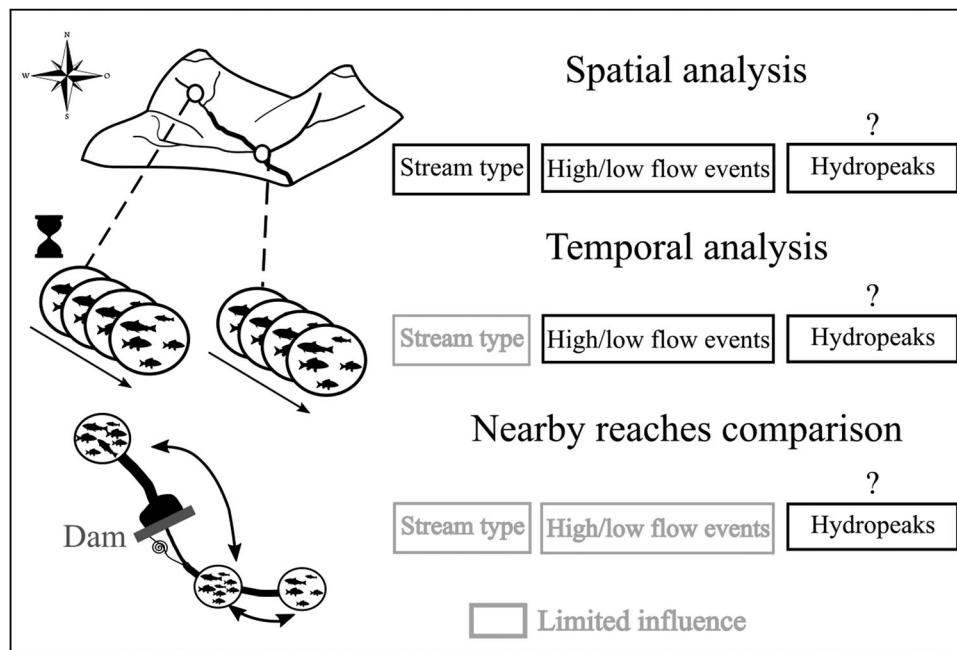 N
W
O
S
Spatial analysis
?
Stream type
High/low flow events
Hydropeaks
Temporal analysis
?
Stream type
High/low flow events
Hydropeaks
Nearby reaches comparison
?
Dam
Stream type
High/low flow events
Hydropeaks
Limited influence